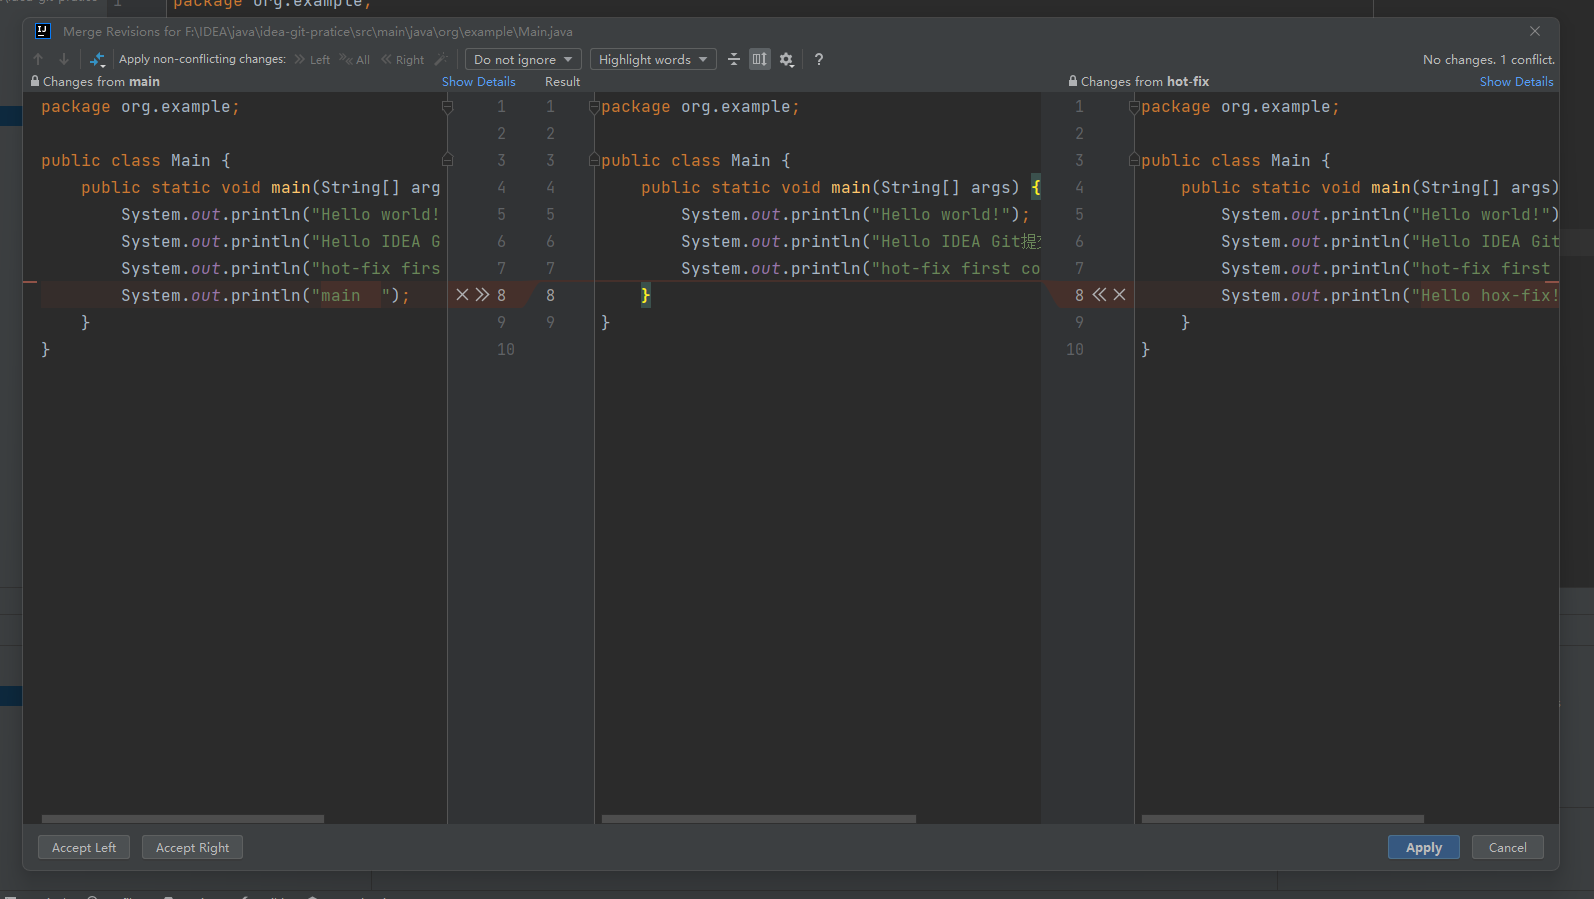 package org.example;
Merge Revisions for F:\IDEA\java\idea-git-pratice\src\main\java\org\example\Main.java
Apply non-conflicting changes: Left All Right Do not ignore Highlight words ? No changes. 1 conflict.
Changes from main Show Details Result Changes from hot-fix Show Details
package org.example; 1 1 package org.example; 1 package org.example;
2 2 2
public class Main { 3 3 public class Main { 3 public class Main {
public static void main(String[] arg 4 4 public static void main(String[] args) { 4 public static void main(String[] args)
System.out.println("Hello world! 5 5 System.out.println("Hello world!"); 5 System.out.println("Hello world!")
System.out.println("Hello IDEA G 6 6 System.out.println("Hello IDEA Git提 6 System.out.println("Hello IDEA Git
System.out.println("hot-fix firs 7 7 System.out.println("hot-fix first co 7 System.out.println("hot-fix first
System.out.println("main  "); 8 8 } 8 System.out.println("Hello hox-fix!
} 9 9 } 9 }
} 10 10 }
Accept Left Accept Right Apply Cancel